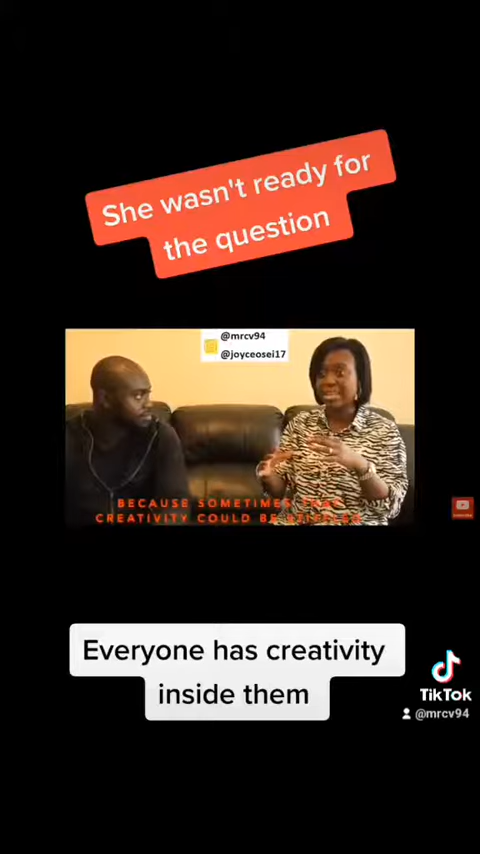 She wasn't ready for
the question
@mrcv94
@joyceosei17
BECAUSE SOMETIMES THAT
CREATIVITY COULD BE
Everyone has creativity
inside them
TikTok
@mrcv94